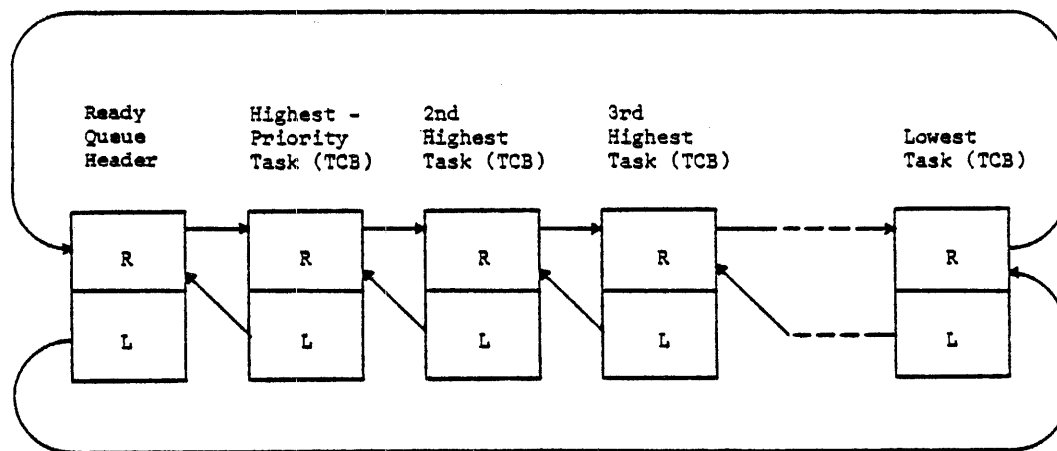 Ready
Queue
Header
Highest -
Priority
Task (TCB)
2nd
Highest
Task (TCB)
3rd
Highest
Task (TCB)
Lowest
Task (TCB)
R
R
R
R
R
L
L
L
L
L